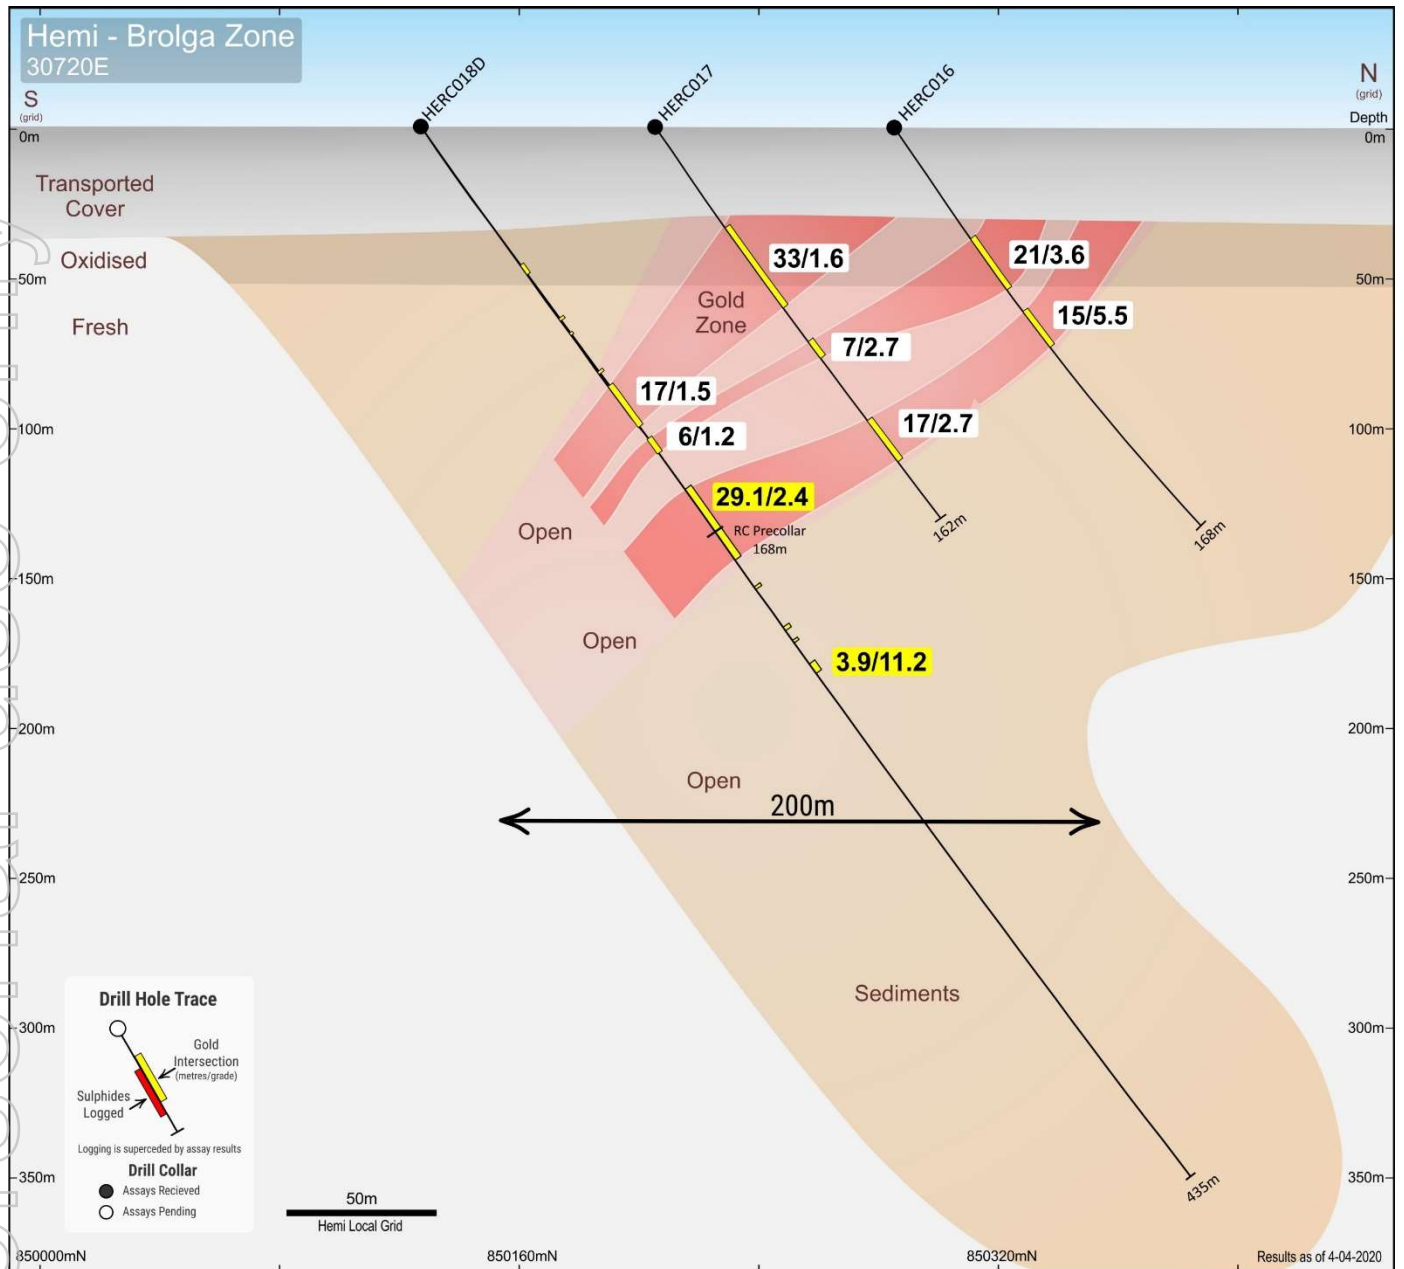 Hemi - Brolga Zone
30720E
S
(grid)
0m
N
(grid)
Depth
0m
HERC018D
HERC017
HERC016
Transported
Cover
Oxidised
50m
50m
Fresh
Gold
Zone
33/1.6
21/3.6
15/5.5
7/2.7
17/1.5
6/1.2
17/2.7
100m
100m
29.1/2.4
RC Precollar
168m
162m
168m
Open
150m
150m
Open
3.9/11.2
200m
200m
Open
200m
250m
250m
Sediments
300m
300m
350m
350m
435m
Drill Hole Trace
Gold
Intersection
(metres/grade)
Sulphides
Logged
Logging is superceded by assay results
Drill Collar
Assays Recieved
Assays Pending
50m
Hemi Local Grid
850000mN
850160mN
850320mN
Results as of 4-04-2020